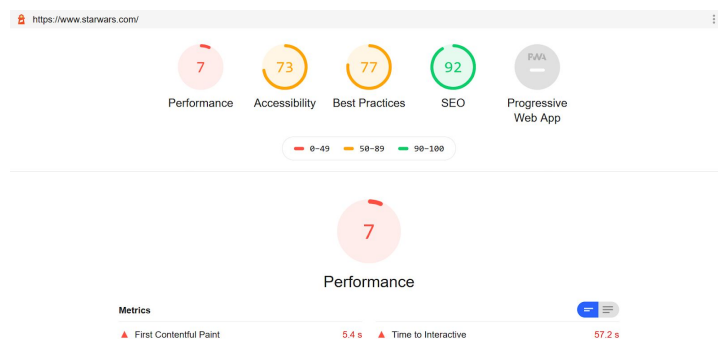 https://www.starwars.com/
7 73 77 92 PWA
Performance Accessibility Best Practices SEO Progressive
Web App
0-49 50-89 90-100
7
Performance
Metrics
First Contentful Paint 5.4 s Time to Interactive 57.2 s